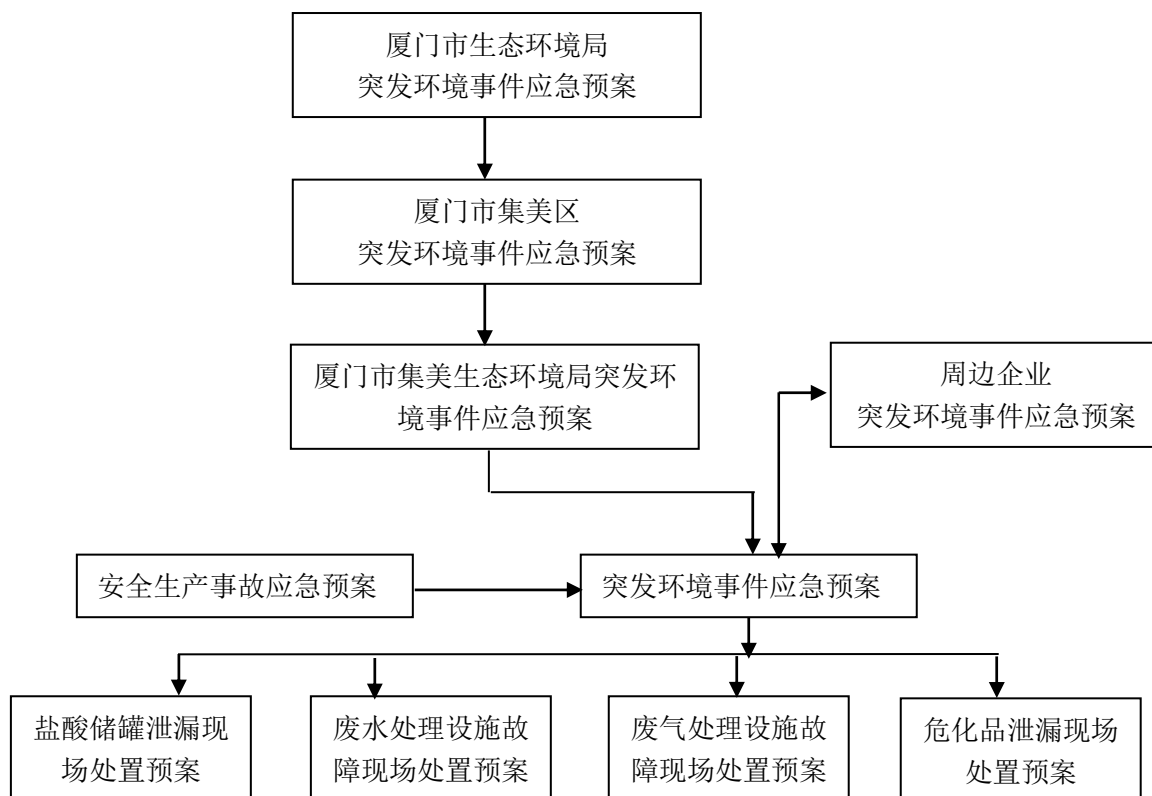 厦门市生态环境局
突发环境事件应急预案
厦门市集美区
突发环境事件应急预案
厦门市集美生态环境局突发环
境事件应急预案
周边企业
突发环境事件应急预案
安全生产事故应急预案
突发环境事件应急预案
盐酸储罐泄漏现
场处置预案
废水处理设施故
障现场处置预案
废气处理设施故
障现场处置预案
危化品泄漏现场
处置预案